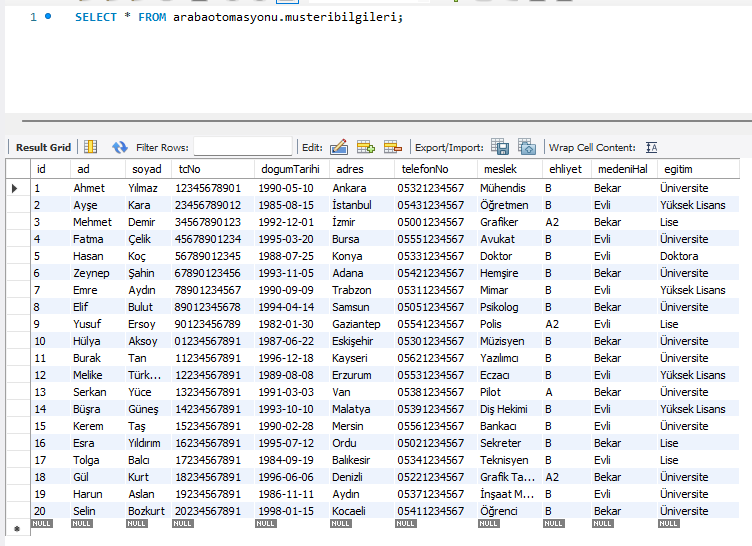 1 SELECT * FROM arabaotomasyonu.musteribilgileri;
Result Grid Filter Rows: Edit: Export/Import: Wrap Cell Content: IA
id ad soyad tcNo dogumTarihi adres telefonNo meslek ehliyet medeniHal egitim
1 Ahmet Yılmaz 12345678901 1990-05-10 Ankara 05321234567 Mühendis B Bekar Üniversite
2 Ayşe Kara 23456789012 1985-08-15 İstanbul 05431234567 Öğretmen B Evli Yüksek Lisans
3 Mehmet Demir 34567890123 1992-12-01 İzmir 05001234567 Grafiker A2 Bekar Lise
4 Fatma Çelik 45678901234 1995-03-20 Bursa 05551234567 Avukat B Evli Üniversite
5 Hasan Koç 56789012345 1988-07-25 Konya 05331234567 Doktor B Evli Doktora
6 Zeynep Şahin 67890123456 1993-11-05 Adana 05421234567 Hemşire B Bekar Üniversite
7 Emre Aydın 78901234567 1990-09-09 Trabzon 05311234567 Mimar B Evli Yüksek Lisans
8 Elif Bulut 89012345678 1994-04-14 Samsun 05051234567 Psikolog B Bekar Üniversite
9 Yusuf Ersoy 90123456789 1982-01-30 Gaziantep 05541234567 Polis A2 Evli Lise
10 Hülya Aksoy 01234567891 1987-06-22 Eskişehir 05301234567 Müzisyen B Bekar Üniversite
11 Burak Tan 11234567891 1996-12-18 Kayseri 05621234567 Yazılımcı B Bekar Üniversite
12 Melike Türk... 12234567891 1989-08-08 Erzurum 05531234567 Eczacı B Evli Yüksek Lisans
13 Serkan Yüce 13234567891 1991-03-03 Van 05381234567 Pilot A Bekar Üniversite
14 Büşra Güneş 14234567891 1993-10-10 Malatya 05391234567 Diş Hekimi B Evli Yüksek Lisans
15 Kerem Taş 15234567891 1990-02-28 Mersin 05561234567 Bankacı B Evli Üniversite
16 Esra Yıldırım 16234567891 1995-07-12 Ordu 05021234567 Sekreter B Bekar Lise
17 Tolga Balcı 17234567891 1984-09-19 Balıkesir 05341234567 Teknisyen B Evli Lise
18 Gül Kurt 18234567891 1996-06-06 Denizli 05221234567 Grafik Ta... A2 Bekar Üniversite
19 Harun Aslan 19234567891 1986-11-11 Aydın 05371234567 İnşaat M... B Evli Üniversite
20 Selin Bozkurt 20234567891 1998-01-15 Kocaeli 05411234567 Öğrenci B Bekar Üniversite
NULL NULL NULL NULL NULL NULL NULL NULL NULL NULL NULL